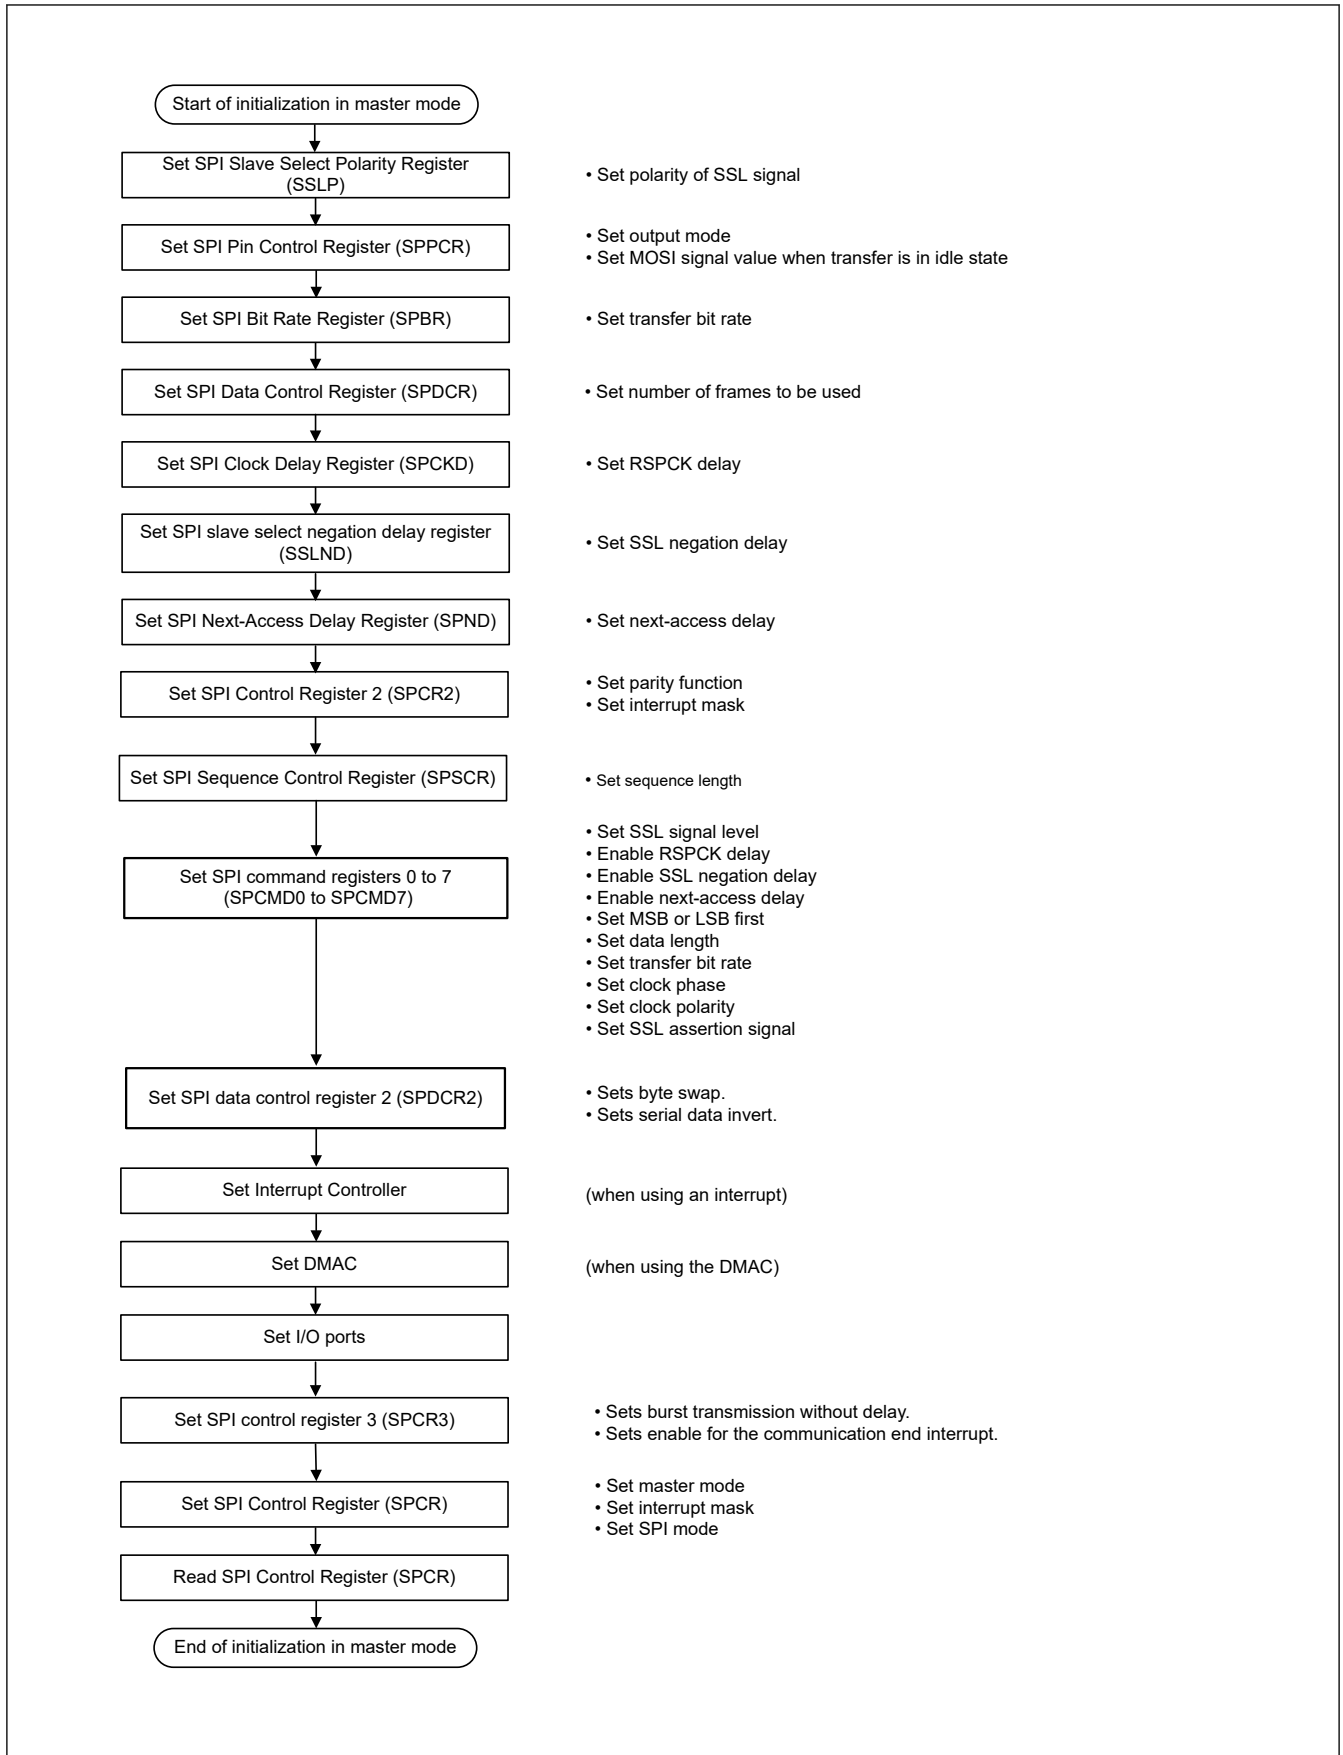 Start of initialization in master mode
Set SPI Slave Select Polarity Register
(SSLP)
• Set polarity of SSL signal
Set SPI Pin Control Register (SPPCR)
• Set output mode
• Set MOSI signal value when transfer is in idle state
Set SPI Bit Rate Register (SPBR)
• Set transfer bit rate
Set SPI Data Control Register (SPDCR)
• Set number of frames to be used
Set SPI Clock Delay Register (SPCKD)
• Set RSPCK delay
Set SPI slave select negation delay register
(SSLND)
• Set SSL negation delay
Set SPI Next-Access Delay Register (SPND)
• Set next-access delay
Set SPI Control Register 2 (SPCR2)
• Set parity function
• Set interrupt mask
Set SPI Sequence Control Register (SPSCR)
• Set sequence length
Set SPI command registers 0 to 7
(SPCMD0 to SPCMD7)
• Set SSL signal level
• Enable RSPCK delay
• Enable SSL negation delay
• Enable next-access delay
• Set MSB or LSB first
• Set data length
• Set transfer bit rate
• Set clock phase
• Set clock polarity
• Set SSL assertion signal
Set SPI data control register 2 (SPDCR2)
• Sets byte swap.
• Sets serial data invert.
Set Interrupt Controller
(when using an interrupt)
Set DMAC
(when using the DMAC)
Set I/O ports
Set SPI control register 3 (SPCR3)
• Sets burst transmission without delay.
• Sets enable for the communication end interrupt.
Set SPI Control Register (SPCR)
• Set master mode
• Set interrupt mask
• Set SPI mode
Read SPI Control Register (SPCR)
End of initialization in master mode